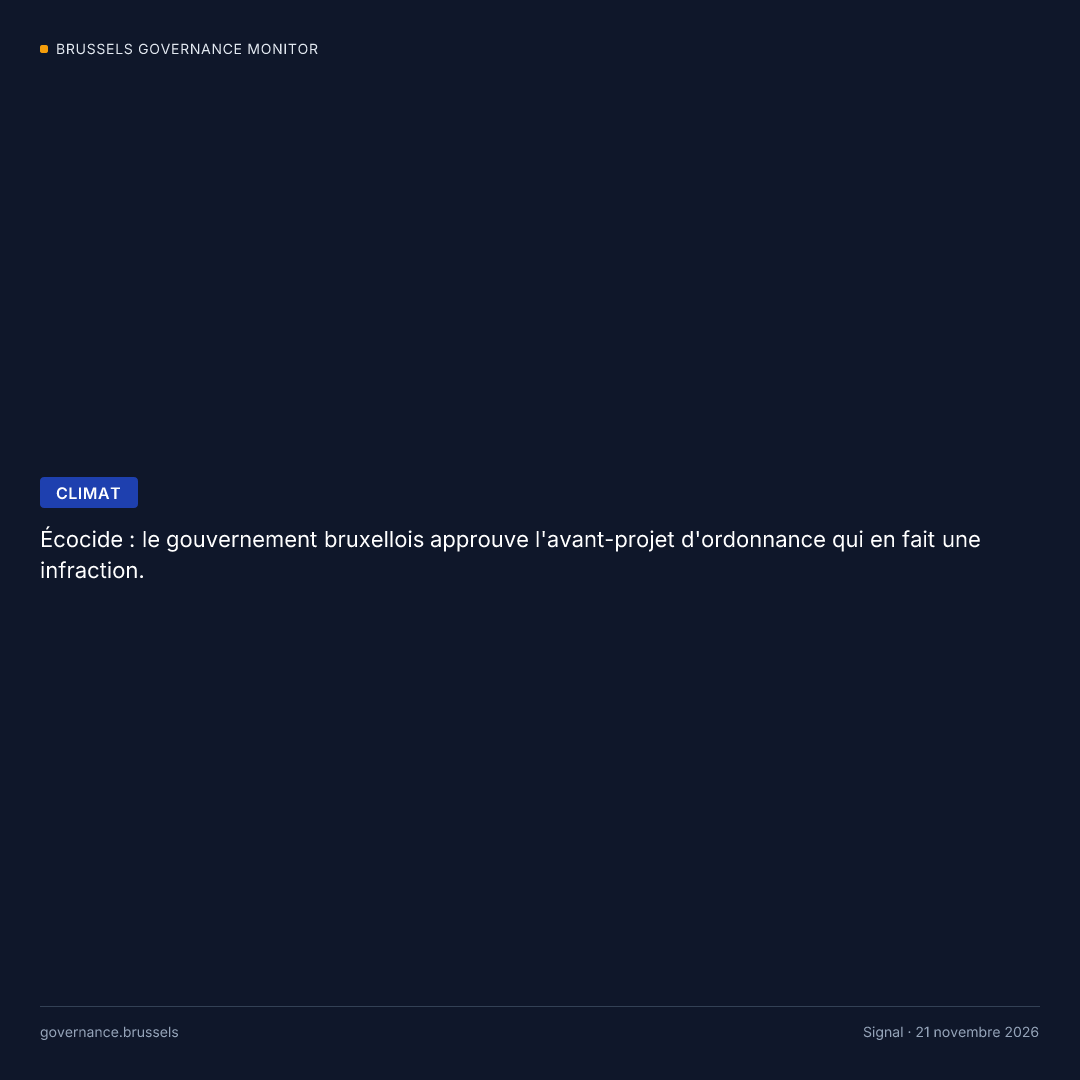 BRUSSELS GOVERNANCE MONITOR
CLIMAT
Écocide : le gouvernement bruxellois approuve l'avant-projet d'ordonnance qui en fait une
infraction.
governance.brussels
Signal · 21 novembre 2026